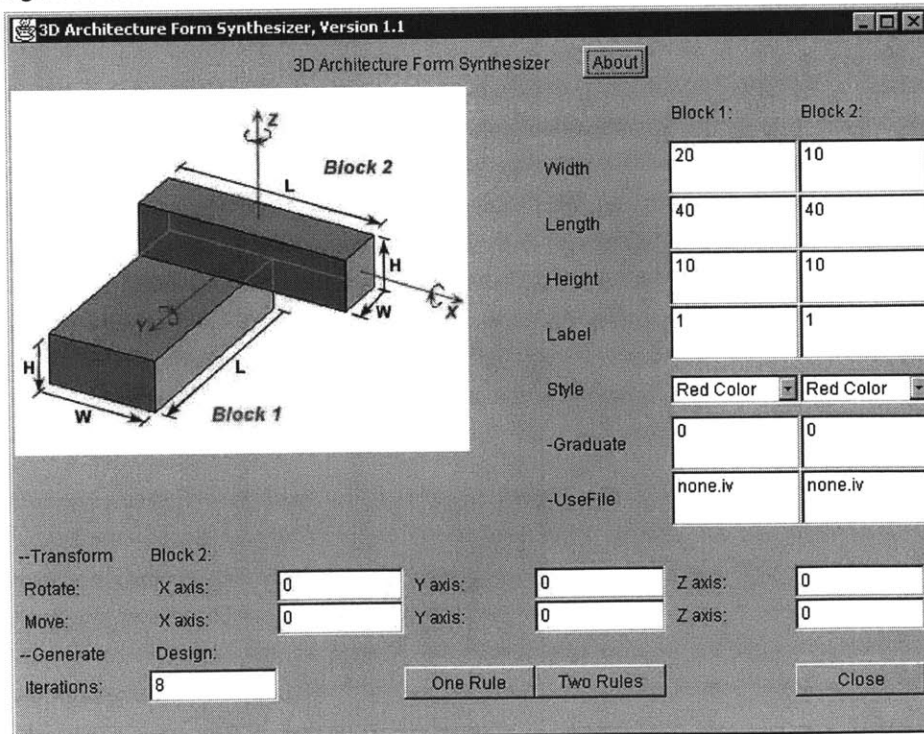 3D Architecture Form Synthesizer, Version 1.1
3D Architecture Form Synthesizer About
Block 1: Block 2:
Width 20 10
Length 40 40
Height 10 10
Label 1 1
Style Red Color Red Color
-Graduate 0 0
-UseFile none.iv none.iv
Z
Block 2
L
H
W
X
Y
H
L
W
Block 1
--Transform Block 2:
Rotate: X axis: 0 Y axis: 0 Z axis: 0
Move: X axis: 0 Y axis: 0 Z axis: 0
--Generate Design:
Iterations: 8 One Rule Two Rules Close